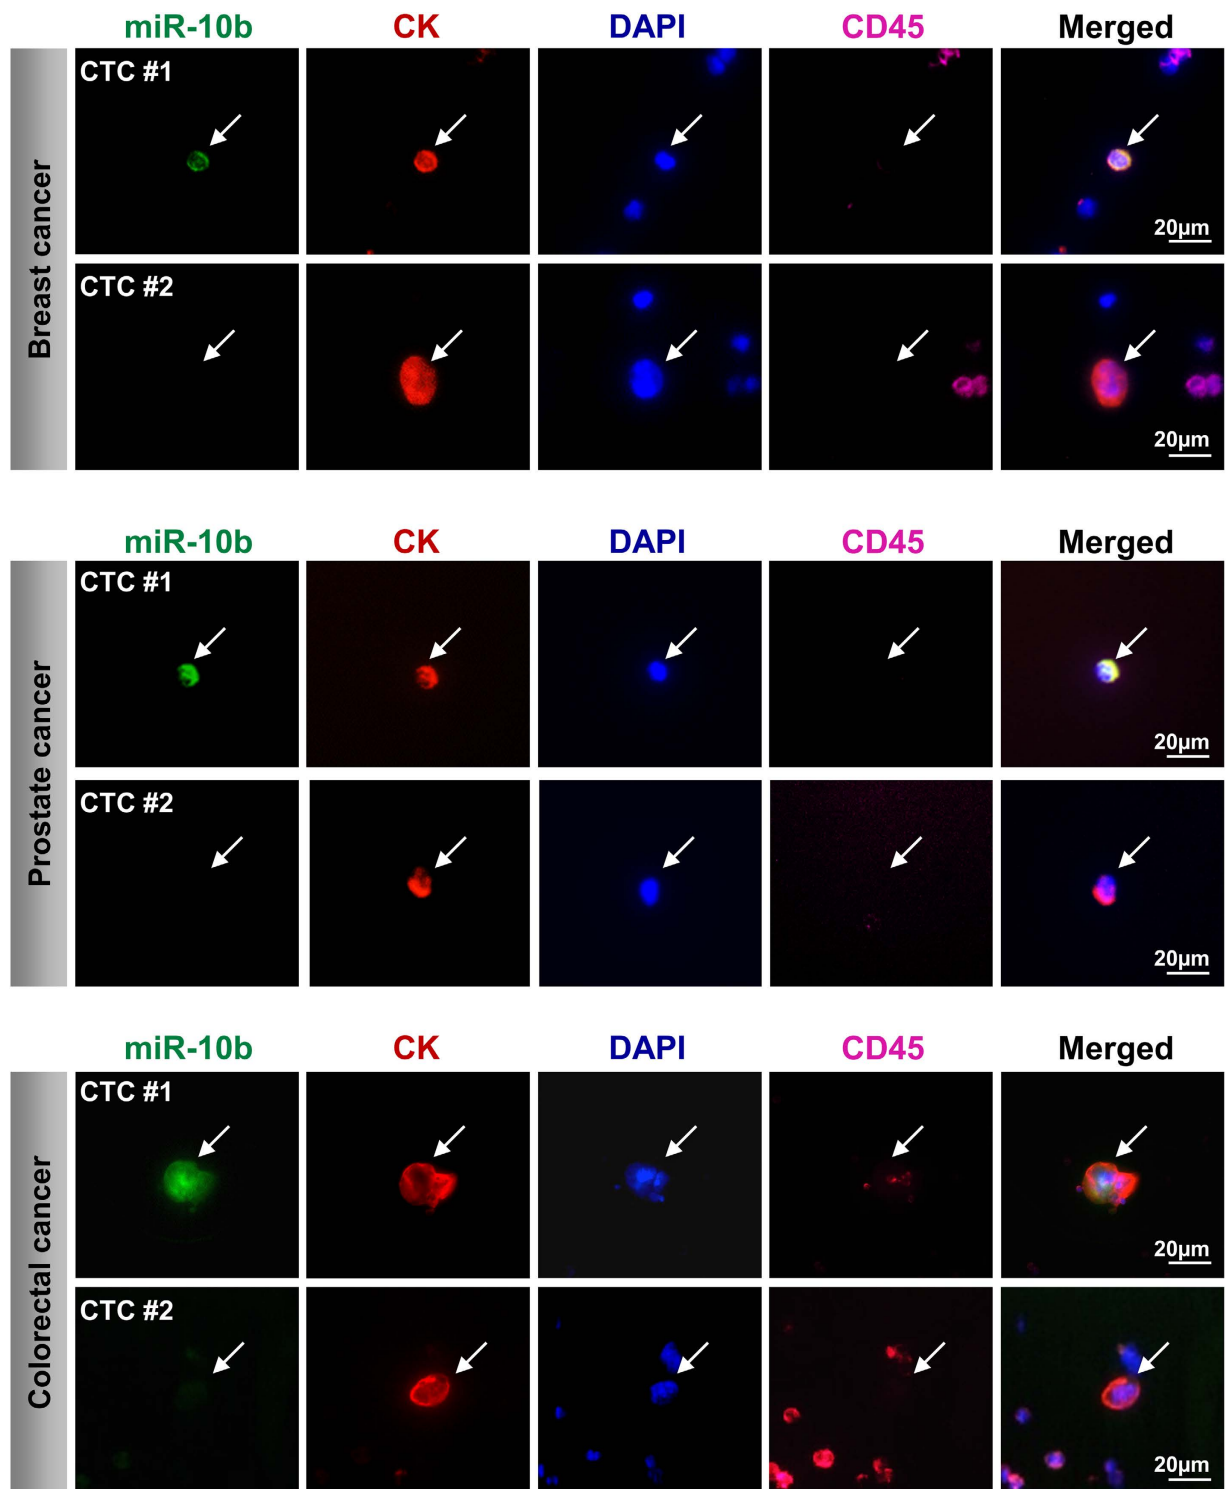 miR-10b CK DAPI CD45 Merged
Breast cancer
CTC #1
20µm
CTC #2
20µm
miR-10b CK DAPI CD45 Merged
Prostate cancer
CTC #1
20µm
CTC #2
20µm
miR-10b CK DAPI CD45 Merged
Colorectal cancer
CTC #1
20µm
CTC #2
20µm